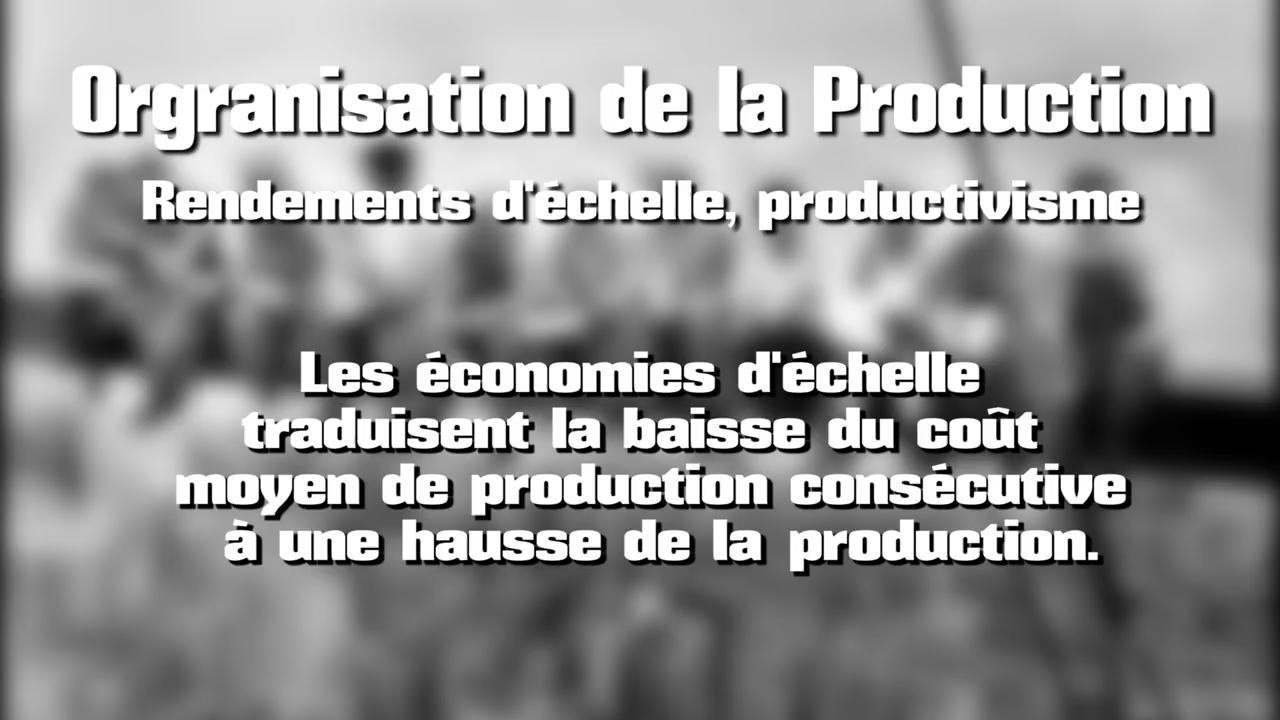 Orgranisation de la Production
Rendements d'échelle, productivisme
Les économies d'échelle
traduisent la baisse du coût
moyen de production consécutive
à une hausse de la production.